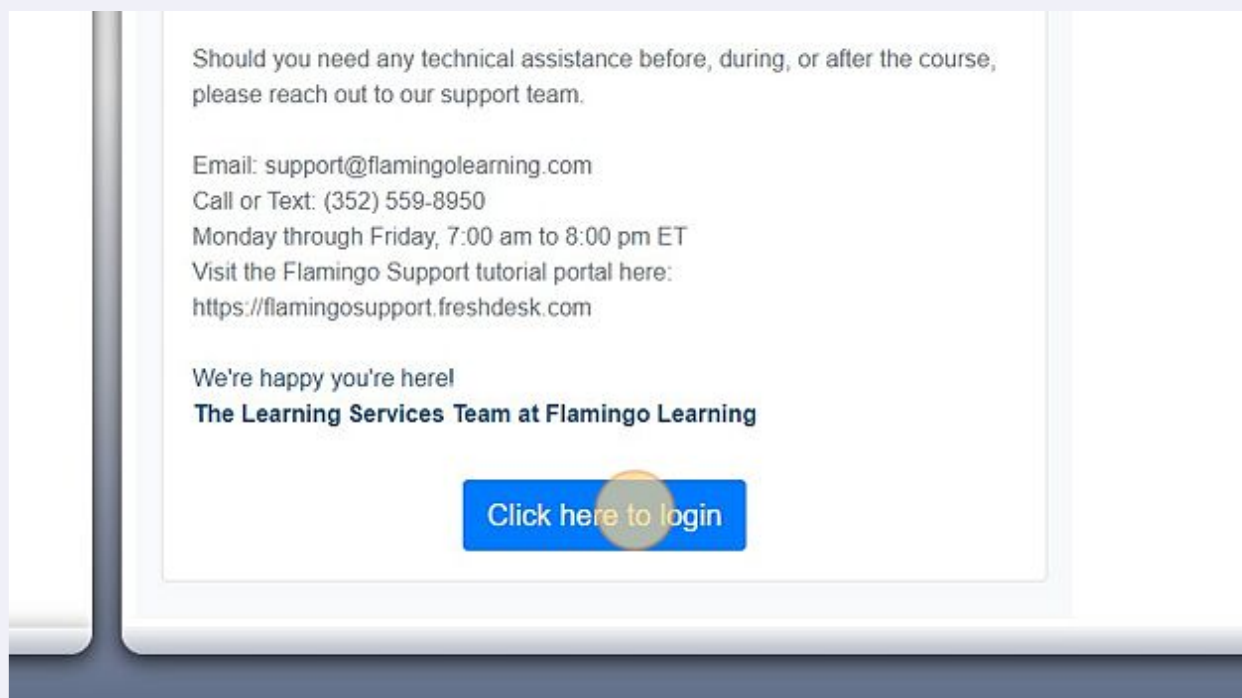 Should you need any technical assistance before, during, or after the course,
please reach out to our support team.
Email: support@flamingolearning.com
Call or Text: (352) 559-8950
Monday through Friday, 7:00 am to 8:00 pm ET
Visit the Flamingo Support tutorial portal here:
https://flamingosupport.freshdesk.com
We're happy you're here!
The Learning Services Team at Flamingo Learning
Click here to login